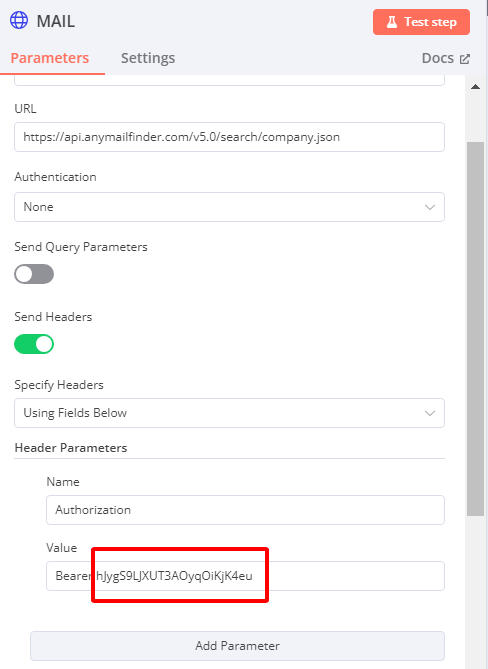 MAIL
Test step
Parameters
Settings
Docs
URL
https://api.anymailfinder.com/v5.0/search/company.json
Authentication
None
Send Query Parameters
Send Headers
Specify Headers
Using Fields Below
Header Parameters
Name
Authorization
Value
Bearer hJygS9LJXUT3AOyqOiKjK4eu
Add Parameter